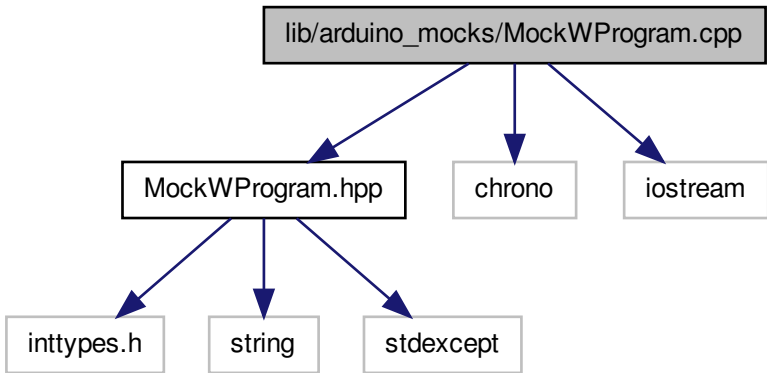 lib/arduino_mocks/MockWProgram.cpp
MockWProgram.hpp
chrono
iostream
inttypes.h
string
stdexcept